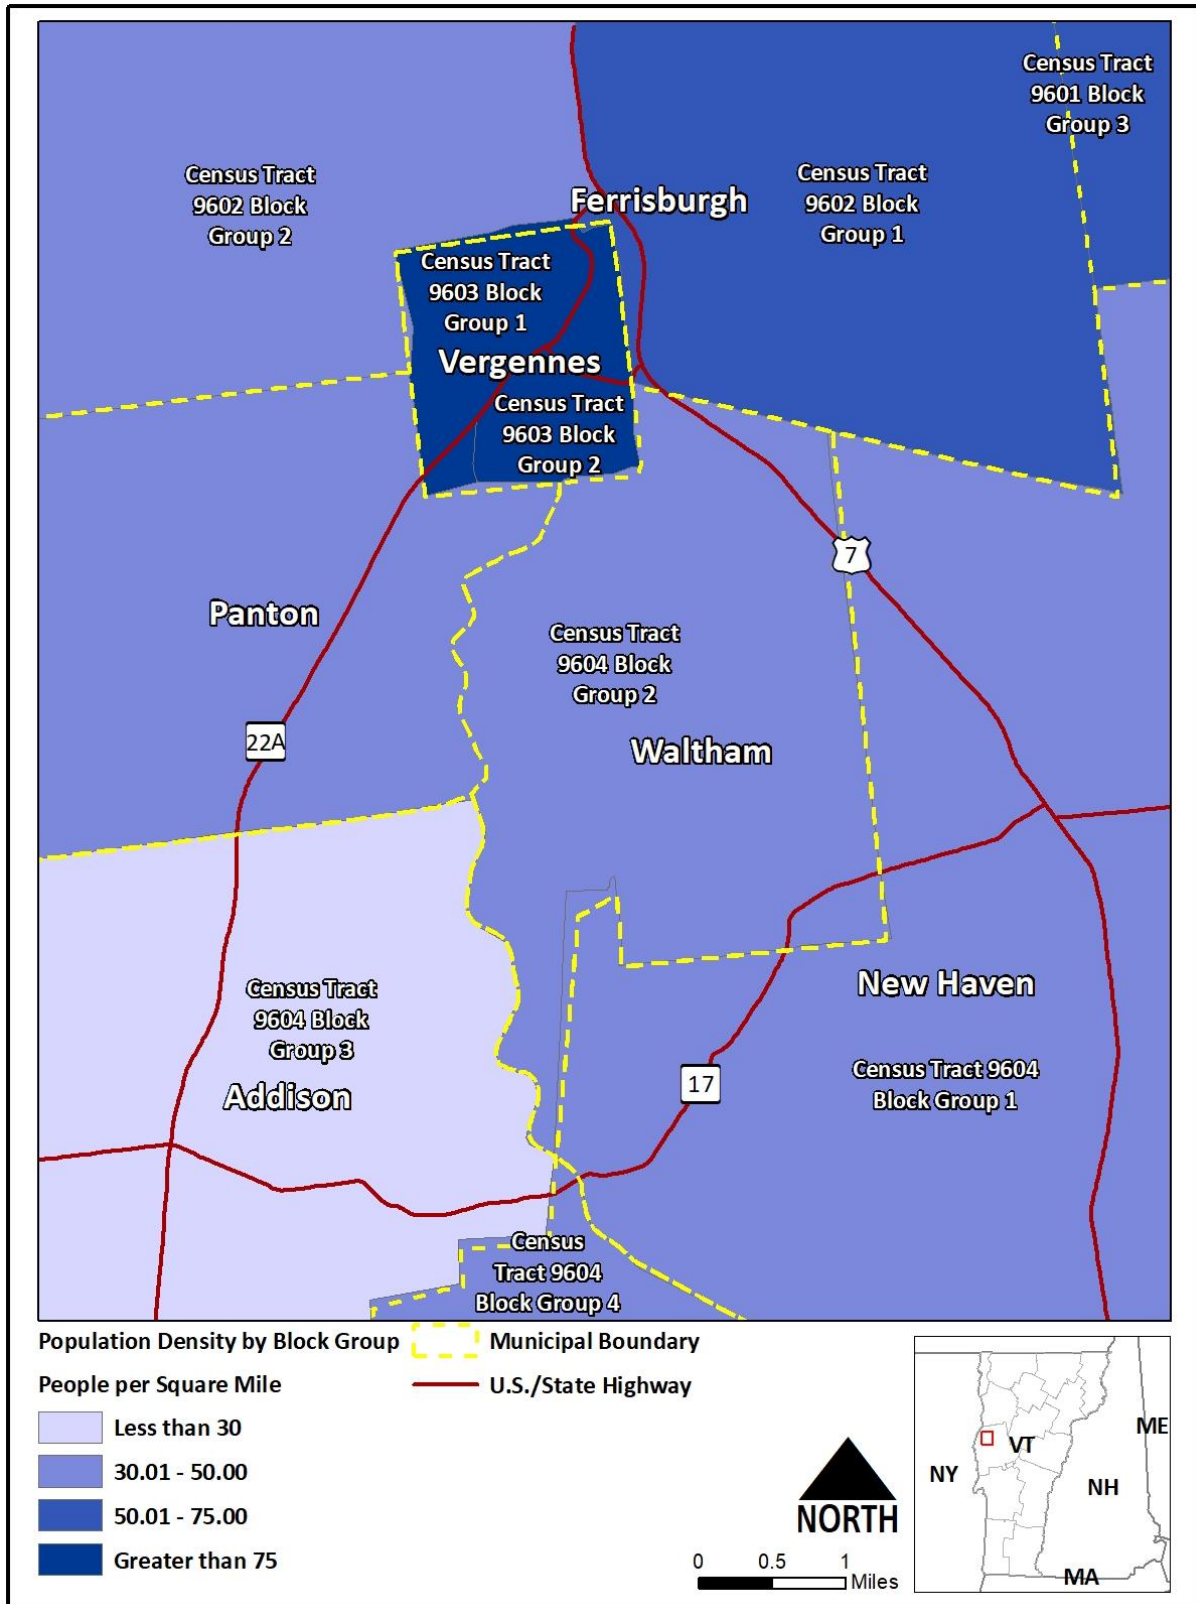 Census Tract
9601 Block
Group 3
Census Tract
9602 Block
Group 2
Ferrisburgh
Census Tract
9602 Block
Group 1
Census Tract
9603 Block
Group 1
Vergennes
Census Tract
9603 Block
Group 2
7
Panton
Census Tract
9604 Block
Group 2
22A
Waltham
Census Tract
9604 Block
Group 3
Addison
New Haven
17
Census Tract 9604
Block Group 1
Census
Tract 9604
Block Group 4
Population Density by Block Group
Municipal Boundary
People per Square Mile
U.S./State Highway
Less than 30
30.01 - 50.00
50.01 - 75.00
Greater than 75
NORTH
0 0.5 1
Miles
ME
VT
NY
NH
MA